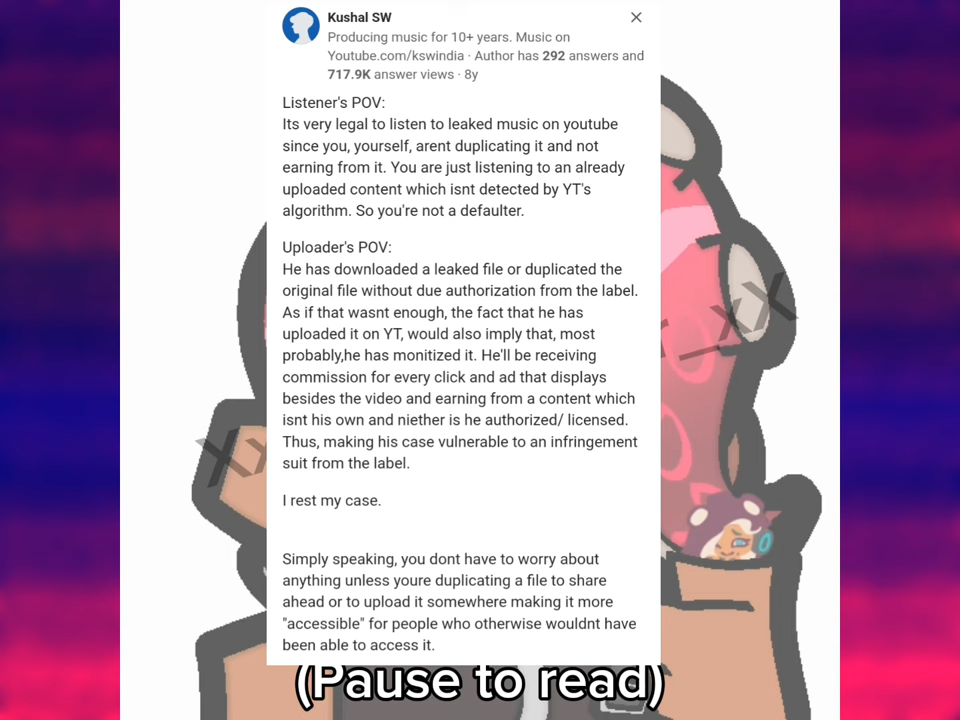 Kushal SW
Producing music for 10+ years. Music on
Youtube.com/kswindia · Author has 292 answers and
717.9K answer views · 8y
Listener's POV:
Its very legal to listen to leaked music on youtube
since you, yourself, arent duplicating it and not
earning from it. You are just listening to an already
uploaded content which isnt detected by YT's
algorithm. So you're not a defaulter.
Uploader's POV:
He has downloaded a leaked file or duplicated the
original file without due authorization from the label.
As if that wasnt enough, the fact that he has
uploaded it on YT, would also imply that, most
probably,he has monitized it. He'll be receiving
commission for every click and ad that displays
besides the video and earning from a content which
isnt his own and niether is he authorized/ licensed.
Thus, making his case vulnerable to an infringement
suit from the label.
I rest my case.
Simply speaking, you dont have to worry about
anything unless youre duplicating a file to share
ahead or to upload it somewhere making it more
"accessible" for people who otherwise wouldnt have
been able to access it.
(Pause to read)